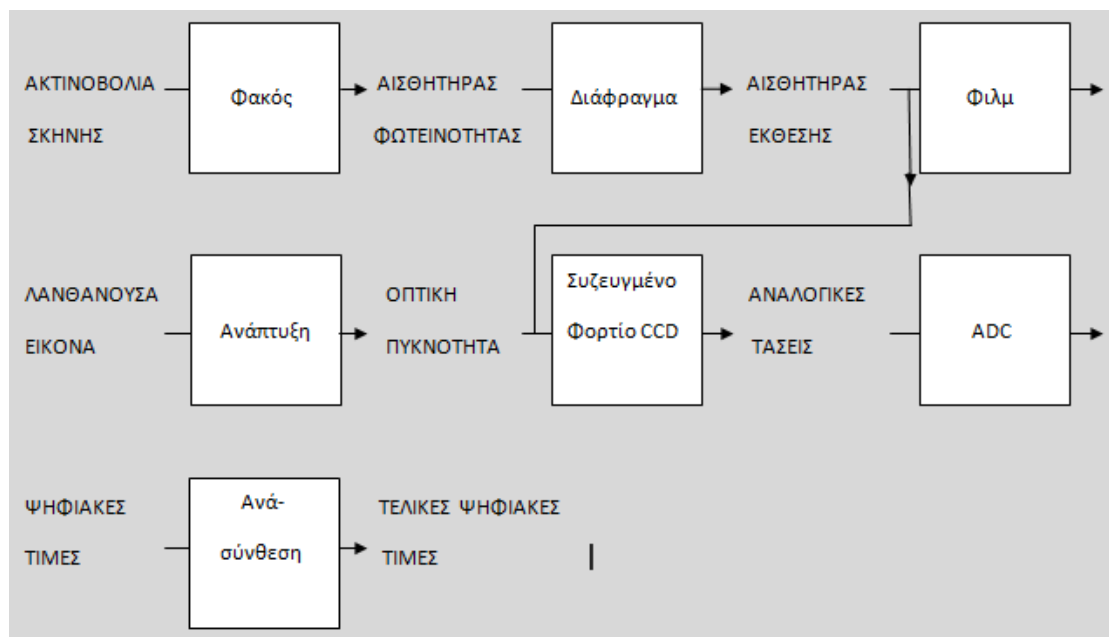 ΑΚΤΙΝΟΒΟΛΙΑ
ΣΚΗΝΗΣ
Φακός
ΑΙΣΘΗΤΗΡΑΣ
ΦΩΤΕΙΝΟΤΗΤΑΣ
Διάφραγμα
ΑΙΣΘΗΤΗΡΑΣ
ΕΚΘΕΣΗΣ
Φιλμ
ΛΑΝΘΑΝΟΥΣΑ
ΕΙΚΟΝΑ
Ανάπτυξη
ΟΠΤΙΚΗ
ΠΥΚΝΟΤΗΤΑ
Συζευγμένο
Φορτίο CCD
ΑΝΑΛΟΓΙΚΕΣ
ΤΑΣΕΙΣ
ADC
ΨΗΦΙΑΚΕΣ
ΤΙΜΕΣ
Ανά-
σύνθεση
ΤΕΛΙΚΕΣ ΨΗΦΙΑΚΕΣ
ΤΙΜΕΣ